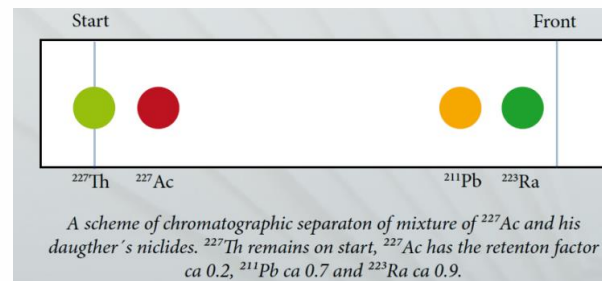 Start Front
²²⁷Th ²²⁷Ac ²¹¹Pb ²²³Ra
A scheme of chromatographic separaton of mixture of ²²⁷Ac and his
daugther´s niclides. ²²⁷Th remains on start, ²²⁷Ac has the retenton factor
ca 0.2, ²¹¹Pb ca 0.7 and ²²³Ra ca 0.9.